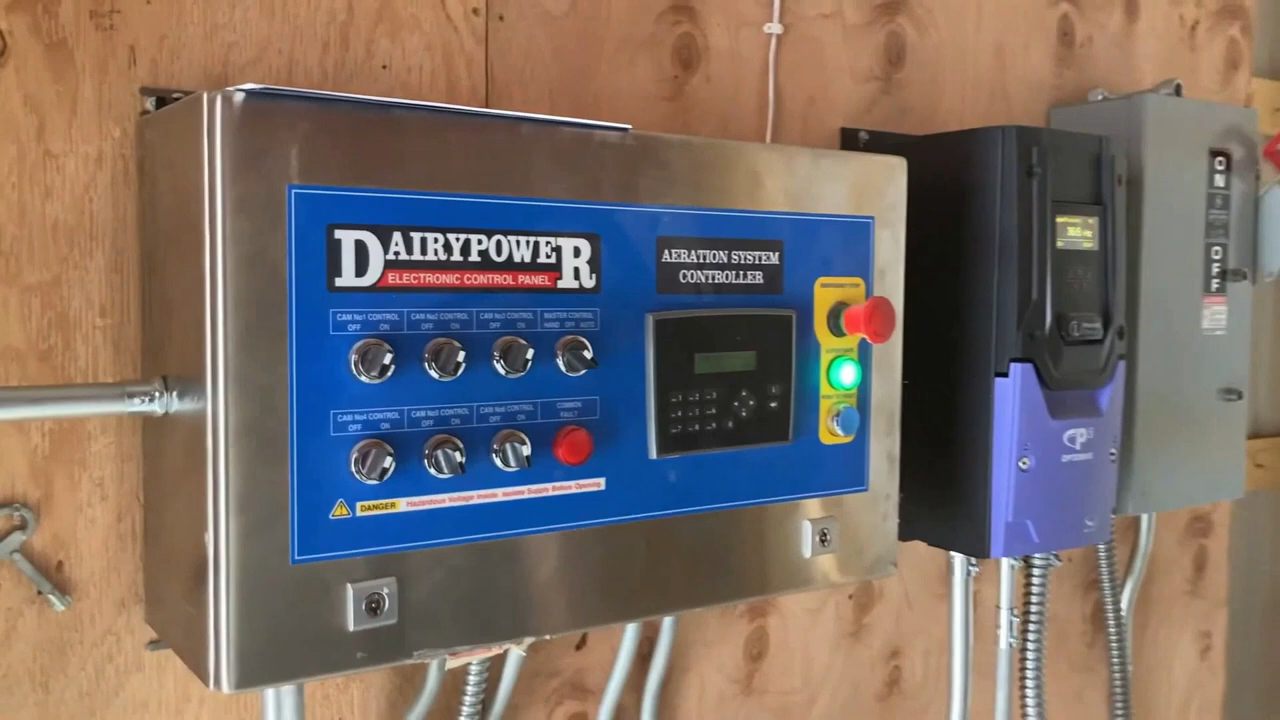 DAIRYPOWER
ELECTRONIC CONTROL PANEL
AERATION SYSTEM
CONTROLLER
CAM No1 CONTROL
OFF ON
CAM No2 CONTROL
OFF ON
CAM No3 CONTROL
OFF ON
MASTER CONTROL
HAND OFF AUTO
CAM No4 CONTROL
OFF ON
CAM No5 CONTROL
OFF ON
CAM No6 CONTROL
OFF ON
COMMON
FAULT
DANGER Hazardous Voltage Inside. Isolate Supply Before Opening.
ON
OFF